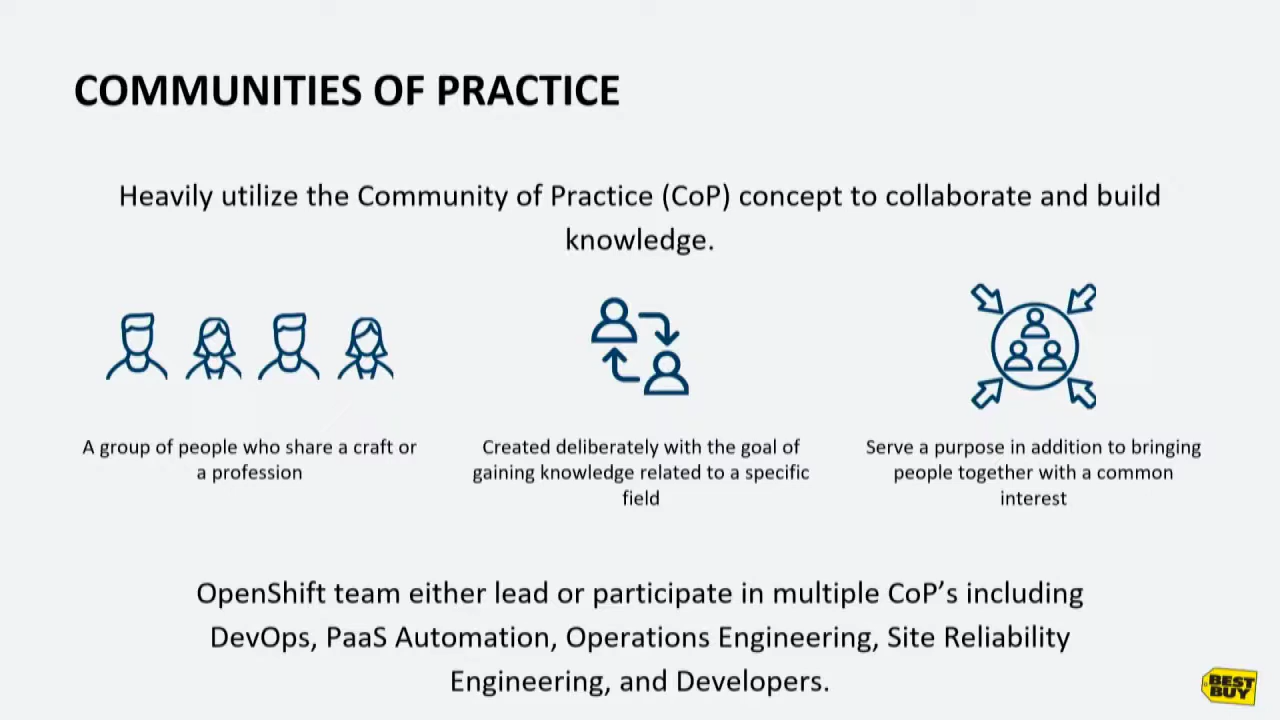 COMMUNITIES OF PRACTICE
Heavily utilize the Community of Practice (CoP) concept to collaborate and build
knowledge.
A group of people who share a craft or
a profession
Created deliberately with the goal of
gaining knowledge related to a specific
field
Serve a purpose in addition to bringing
people together with a common
interest
OpenShift team either lead or participate in multiple CoP’s including
DevOps, PaaS Automation, Operations Engineering, Site Reliability
Engineering, and Developers.
BEST
BUY